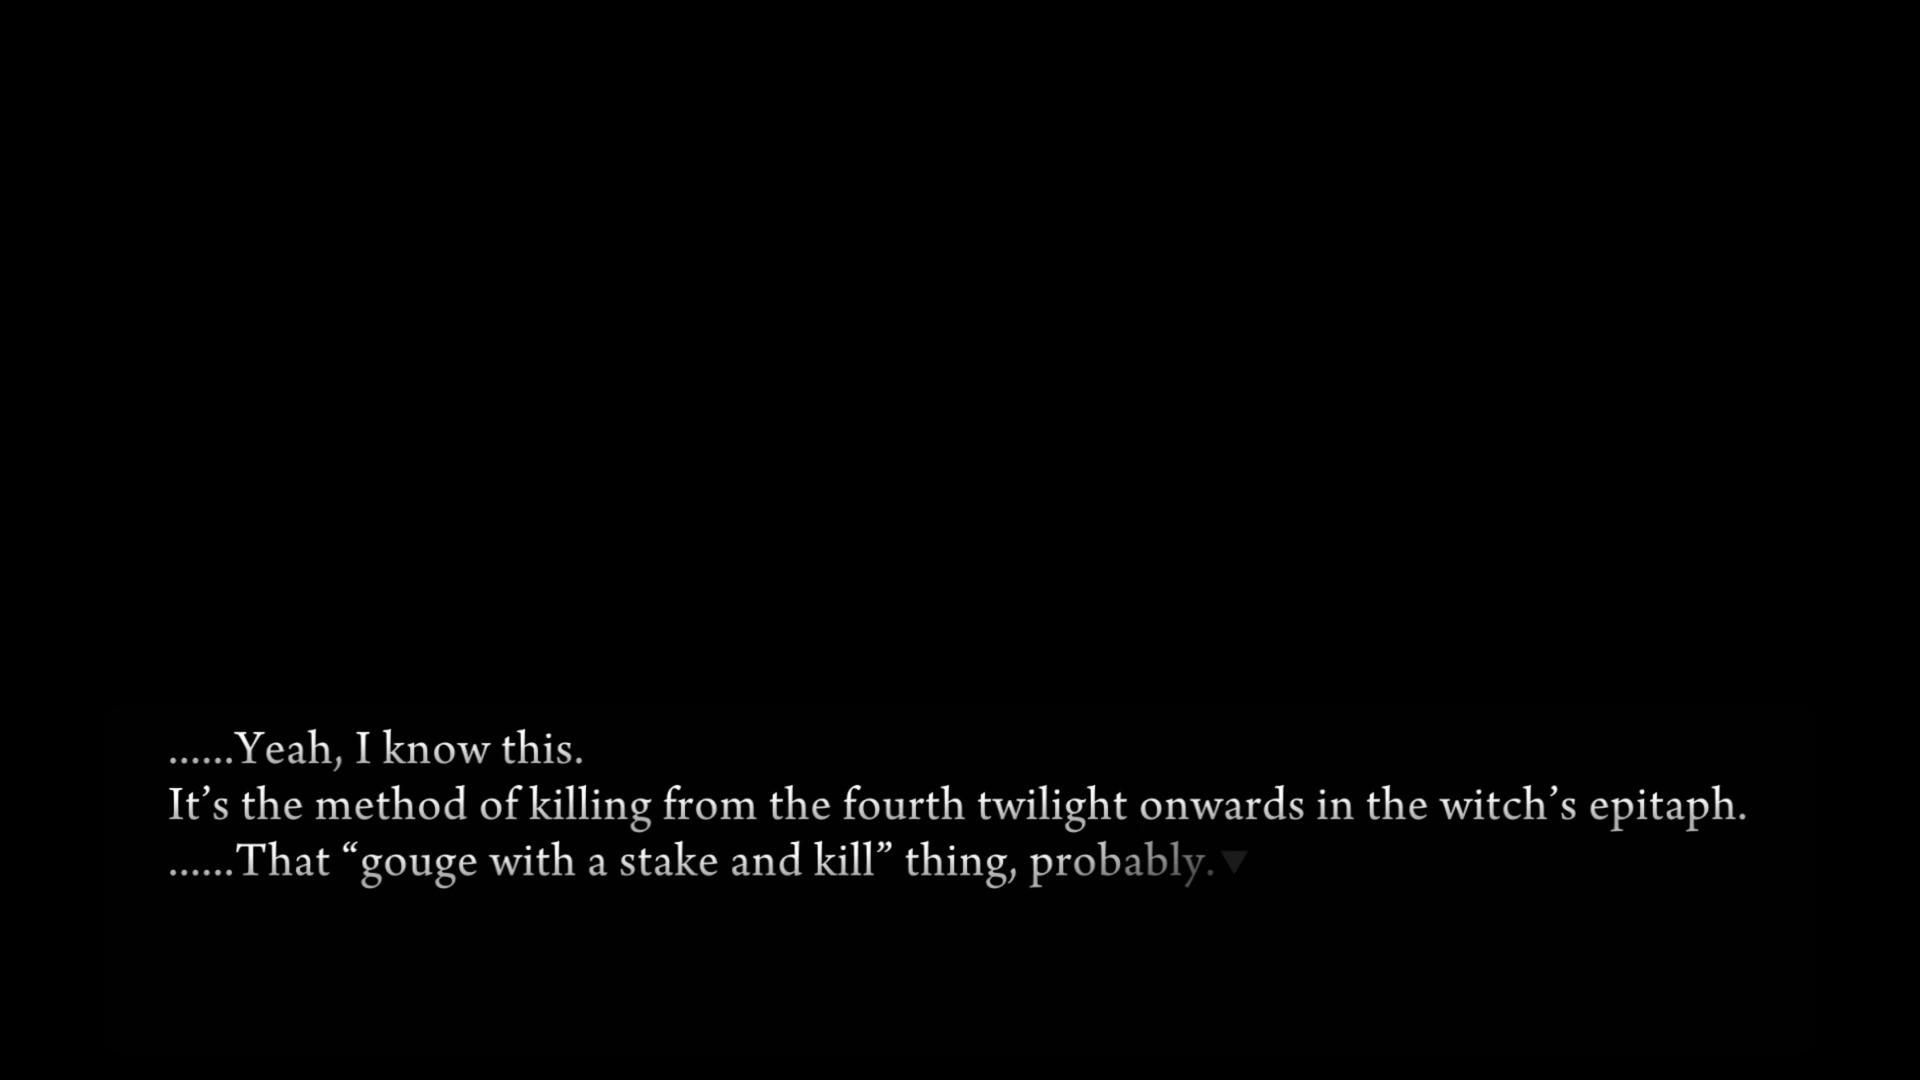 ......Yeah, I know this.
It’s the method of killing from the fourth twilight onwards in the witch’s epitaph.
......That “gouge with a stake and kill” thing, probably.